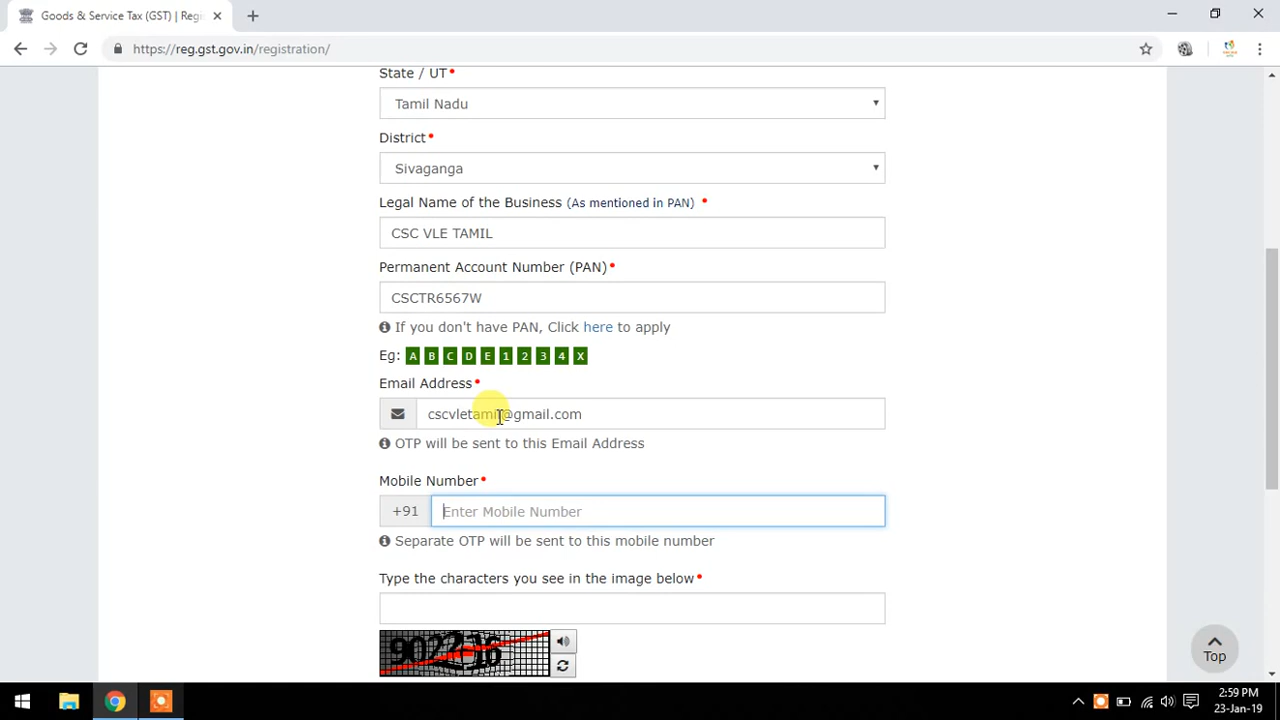 Goods & Service Tax (GST) | Regi
https://reg.gst.gov.in/registration/
State / UT•
Tamil Nadu
District•
Sivaganga
Legal Name of the Business (As mentioned in PAN) •
CSC VLE TAMIL
Permanent Account Number (PAN)•
CSCTR6567W
If you don't have PAN, Click here to apply
Eg: A B C D E 1 2 3 4 X
Email Address•
cscvletamil@gmail.com
OTP will be sent to this Email Address
Mobile Number•
+91 Enter Mobile Number
Separate OTP will be sent to this mobile number
Type the characters you see in the image below•
Top
2:59 PM
23-Jan-19